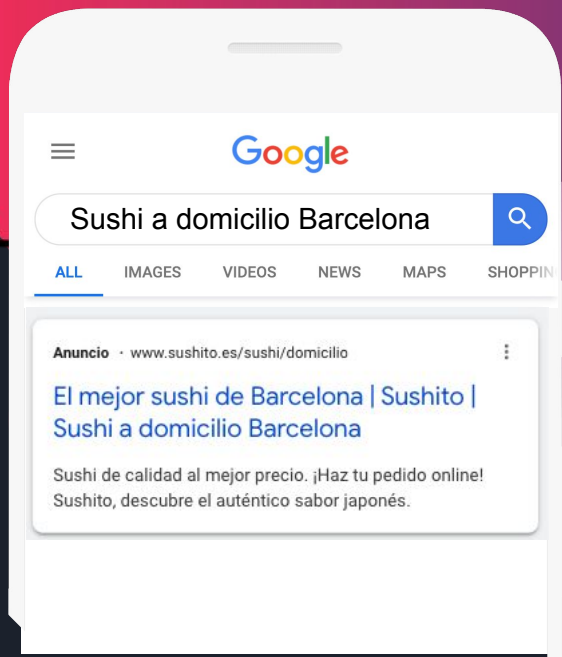 Google
Sushi a domicilio Barcelona
ALL IMAGES VIDEOS NEWS MAPS SHOPPIN
Anuncio · www.sushito.es/sushi/domicilio
El mejor sushi de Barcelona | Sushito |
Sushi a domicilio Barcelona
Sushi de calidad al mejor precio. ¡Haz tu pedido online!
Sushito, descubre el auténtico sabor japonés.